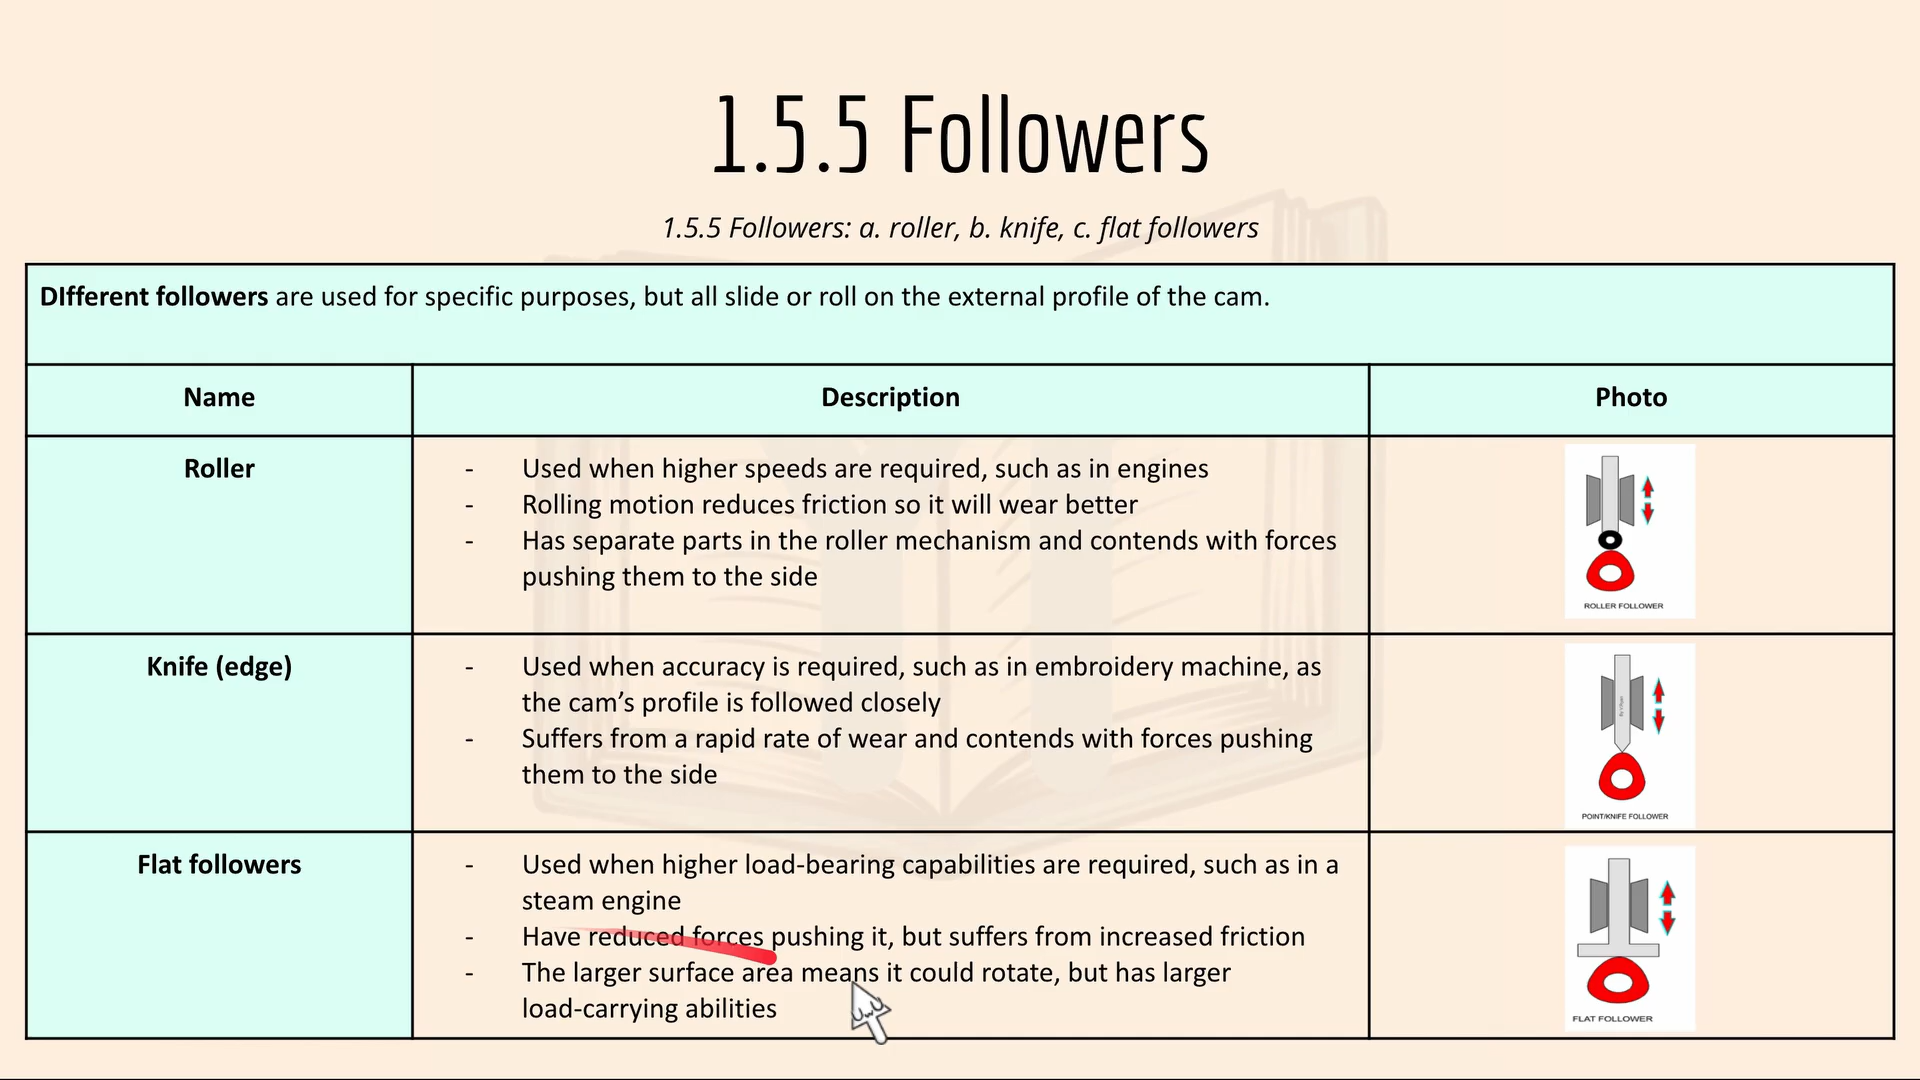 1.5.5 Followers
1.5.5 Followers: a. roller, b. knife, c. flat followers
DIfferent followers are used for specific purposes, but all slide or roll on the external profile of the cam.
Name
Description
Photo
Roller
- Used when higher speeds are required, such as in engines
- Rolling motion reduces friction so it will wear better
- Has separate parts in the roller mechanism and contends with forces
pushing them to the side
ROLLER FOLLOWER
Knife (edge)
- Used when accuracy is required, such as in embroidery machine, as
the cam’s profile is followed closely
- Suffers from a rapid rate of wear and contends with forces pushing
them to the side
POINT/KNIFE FOLLOWER
Flat followers
- Used when higher load-bearing capabilities are required, such as in a
steam engine
- Have reduced forces pushing it, but suffers from increased friction
- The larger surface area means it could rotate, but has larger
load-carrying abilities
FLAT FOLLOWER